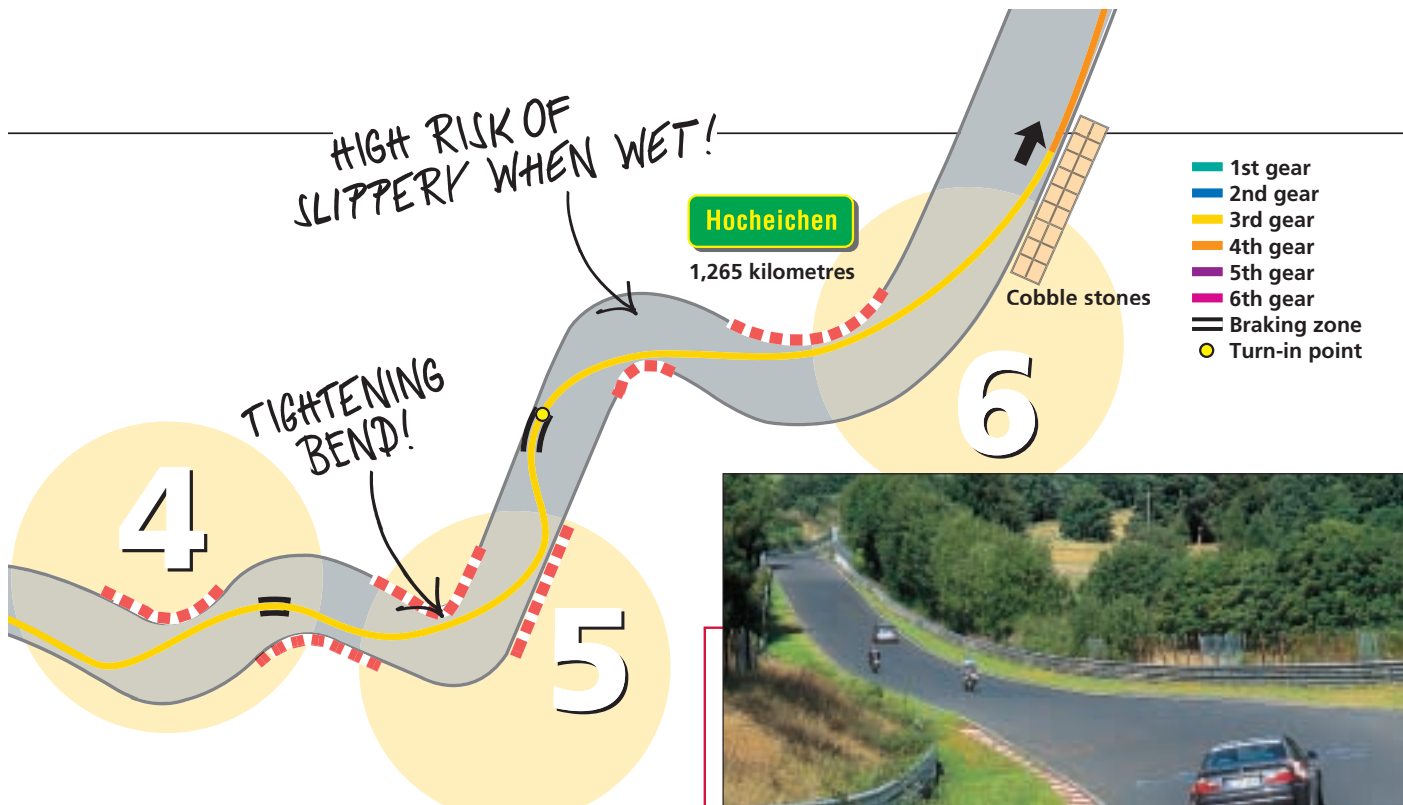 HIGH RISK OF
SLIPPERY WHEN WET!
Hocheichen
1,265 kilometres
Cobble stones
1st gear
2nd gear
3rd gear
4th gear
5th gear
6th gear
Braking zone
Turn-in point
TIGHTENING
BEND!
4
5
6